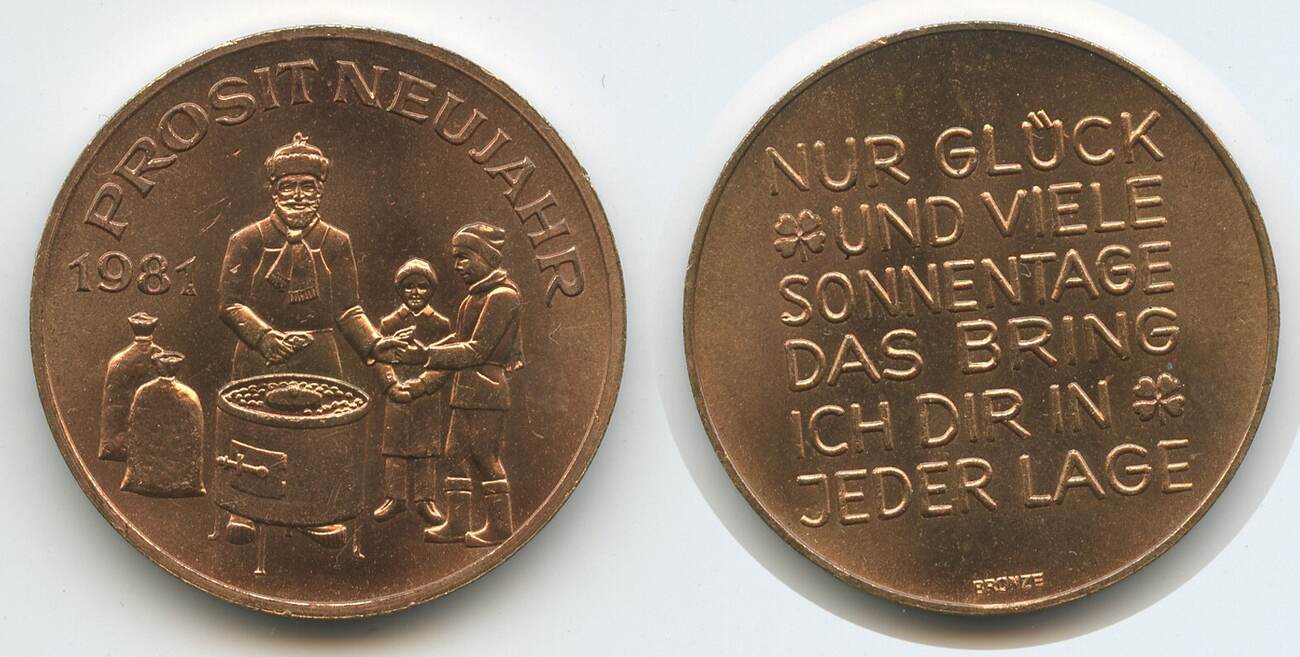 PROSIT NEUJAHR
1981
NUR GLÜCK
UND VIELE
SONNENTAGE
DAS BRING
ICH DIR IN
JEDER LAGE
BRONZE